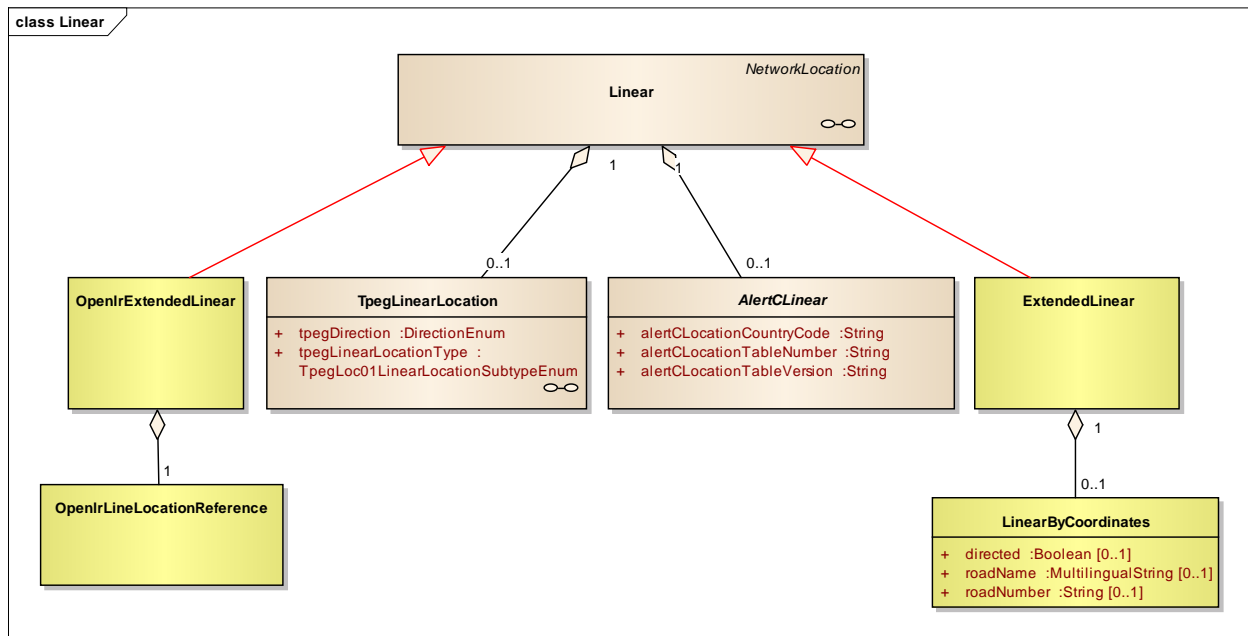 class Linear
NetworkLocation
Linear
1
1
0..1
0..1
OpenlrExtendedLinear
TpegLinearLocation
+ tpegDirection :DirectionEnum
+ tpegLinearLocationType :
TpegLoc01LinearLocationSubtypeEnum
AlertCLinear
+ alertCLocationCountryCode :String
+ alertCLocationTableNumber :String
+ alertCLocationTableVersion :String
ExtendedLinear
1
1
0..1
OpenlrLineLocationReference
LinearByCoordinates
+ directed :Boolean [0..1]
+ roadName :MultilingualString [0..1]
+ roadNumber :String [0..1]